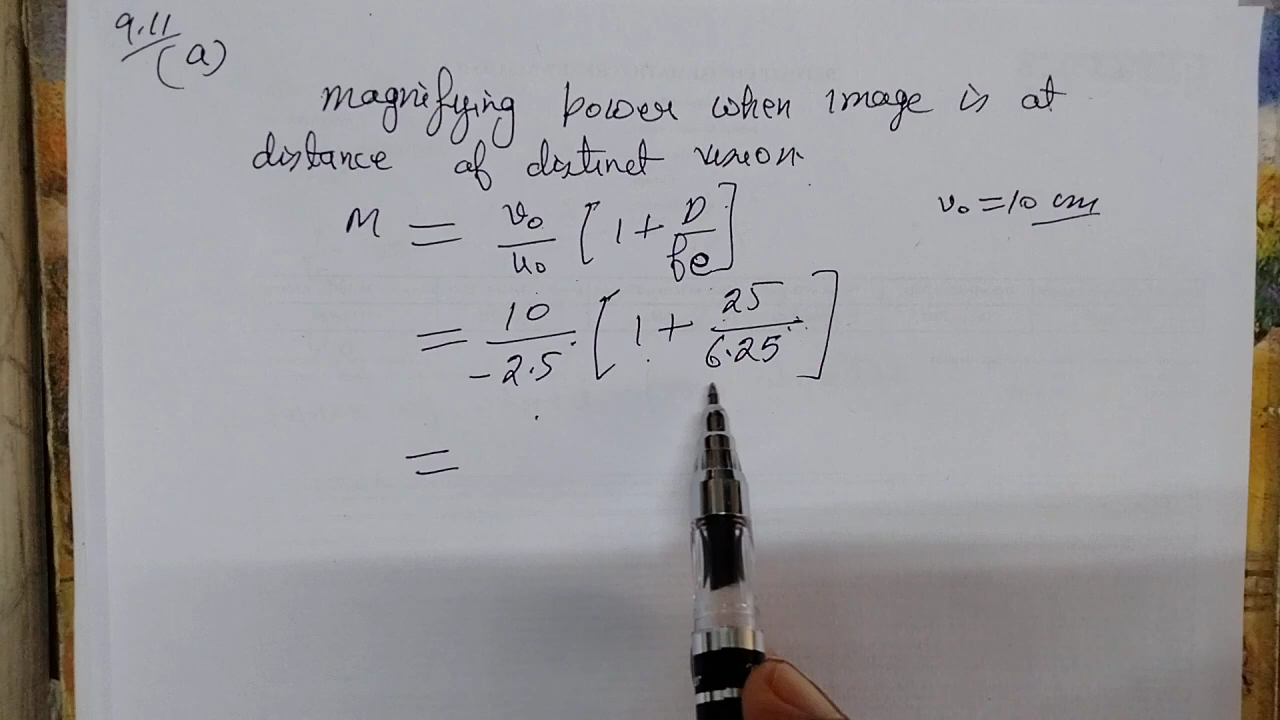 9.11/(a)
magnifying power when image is at
distance of distinct vision.
M = v₀/u₀ [1 + D/fe]
v₀ = 10 cm
= 10/-2.5 [1 + 25/6.25]
=